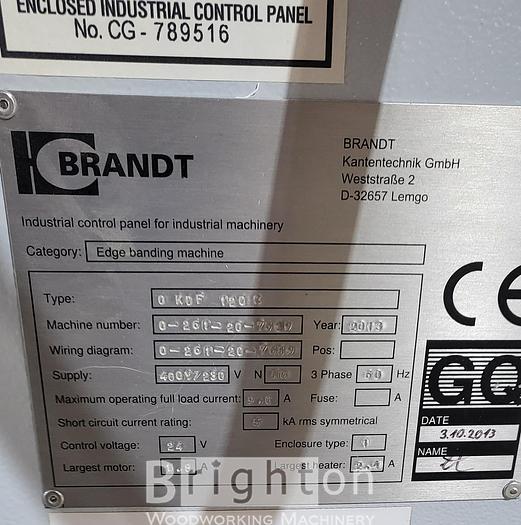 ENCLOSED INDUSTRIAL CONTROL PANEL
No. CG - 789516
BRANDT
BRANDT
Kantentechnik GmbH
Weststraße 2
D-32657 Lemgo
Industrial control panel for industrial machinery
Category: Edge banding machine
Type:
Machine number: Year: 2013
Wiring diagram: Pos:
Supply: V N 3 Phase 60 Hz
Maximum operating full load current: A Fuse: A
Short circuit current rating: 5 kA rms symmetrical
Control voltage: 24 V Enclosure type: 1
Largest motor: A Largest heater: A
CE
GQ
DATE
3.10.2013
NAME
Brighton
WOODWORKING MACHINERY